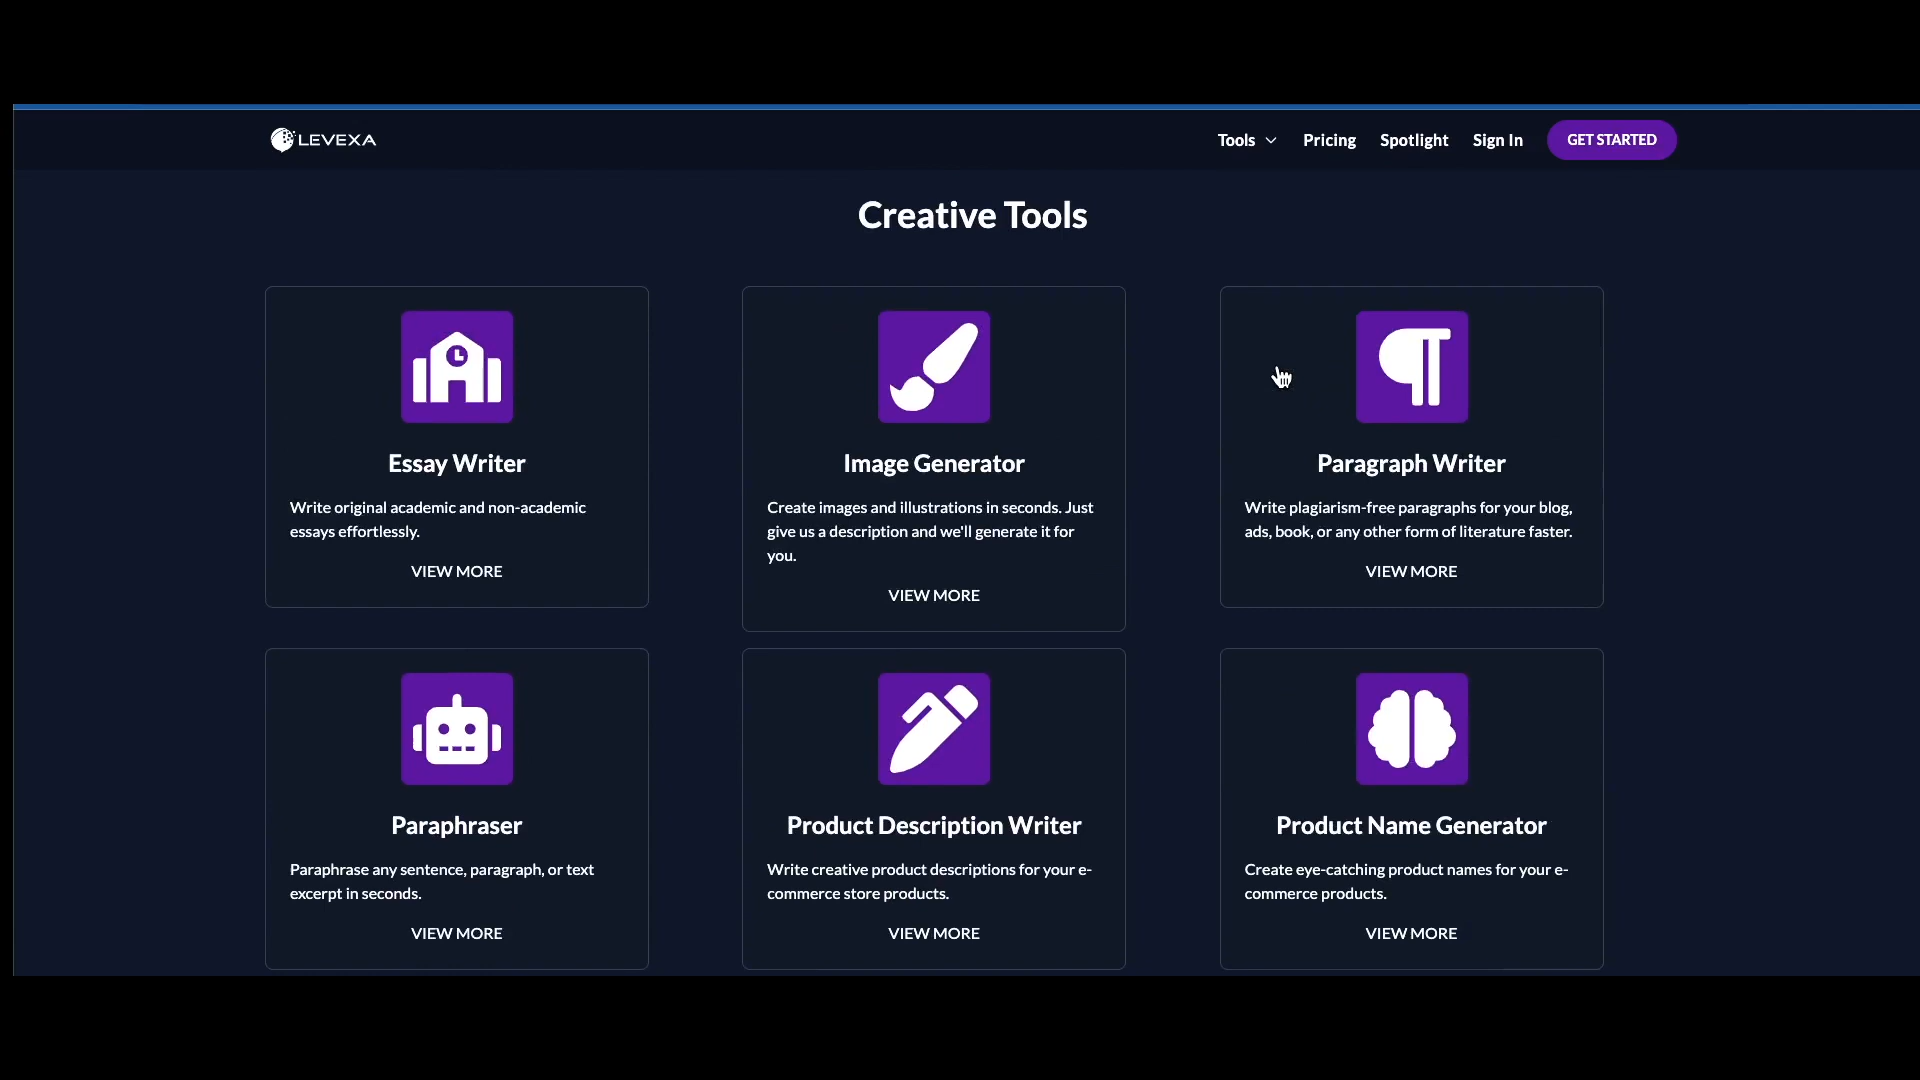 LEVEXA
Tools
Pricing
Spotlight
Sign In
GET STARTED
Creative Tools
Essay Writer
Write original academic and non-academic
essays effortlessly.
VIEW MORE
Image Generator
Create images and illustrations in seconds. Just
give us a description and we'll generate it for
you.
VIEW MORE
Paragraph Writer
Write plagiarism-free paragraphs for your blog,
ads, book, or any other form of literature faster.
VIEW MORE
Paraphraser
Paraphrase any sentence, paragraph, or text
excerpt in seconds.
VIEW MORE
Product Description Writer
Write creative product descriptions for your e-
commerce store products.
VIEW MORE
Product Name Generator
Create eye-catching product names for your e-
commerce products.
VIEW MORE